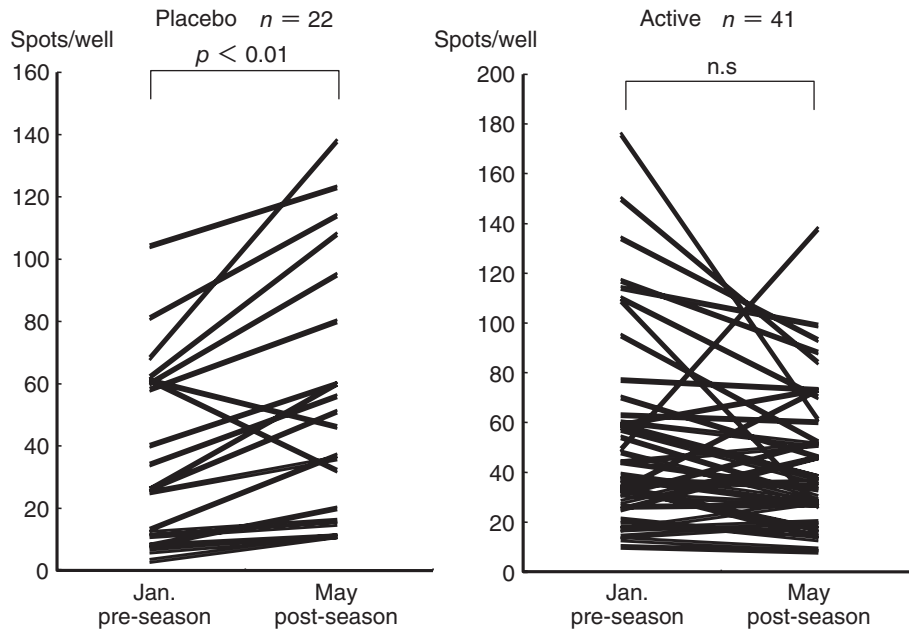 Placebo n = 22
Spots/well
p < 0.01
160
140
120
100
80
60
40
20
0
Jan.
pre-season
May
post-season
Active n = 41
Spots/well
n.s
200
180
160
140
120
100
80
60
40
20
0
Jan.
pre-season
May
post-season